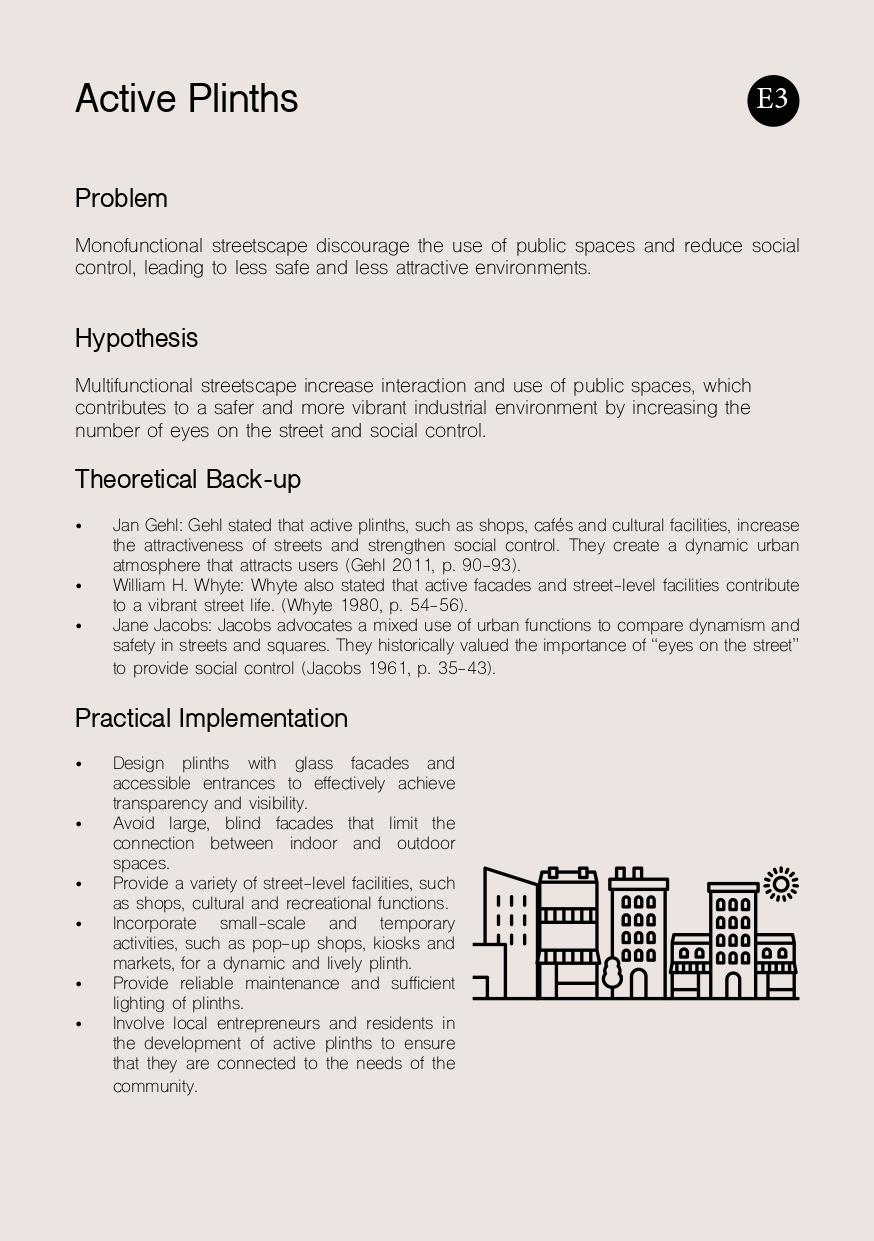 Active Plinths
E3
Problem
Monofunctional streetscape discourage the use of public spaces and reduce social
control, leading to less safe and less attractive environments.
Hypothesis
Multifunctional streetscape increase interaction and use of public spaces, which
contributes to a safer and more vibrant industrial environment by increasing the
number of eyes on the street and social control.
Theoretical Back-up
• Jan Gehl: Gehl stated that active plinths, such as shops, cafés and cultural facilities, increase
the attractiveness of streets and strengthen social control. They create a dynamic urban
atmosphere that attracts users (Gehl 2011, p. 90-93).
• William H. Whyte: Whyte also stated that active facades and street-level facilities contribute
to a vibrant street life. (Whyte 1980, p. 54-56).
• Jane Jacobs: Jacobs advocates a mixed use of urban functions to compare dynamism and
safety in streets and squares. They historically valued the importance of “eyes on the street”
to provide social control (Jacobs 1961, p. 35-43).
Practical Implementation
• Design plinths with glass facades and
accessible entrances to effectively achieve
transparency and visibility.
• Avoid large, blind facades that limit the
connection between indoor and outdoor
spaces.
• Provide a variety of street-level facilities, such
as shops, cultural and recreational functions.
• Incorporate small-scale and temporary
activities, such as pop-up shops, kiosks and
markets, for a dynamic and lively plinth.
• Provide reliable maintenance and sufficient
lighting of plinths.
• Involve local entrepreneurs and residents in
the development of active plinths to ensure
that they are connected to the needs of the
community.